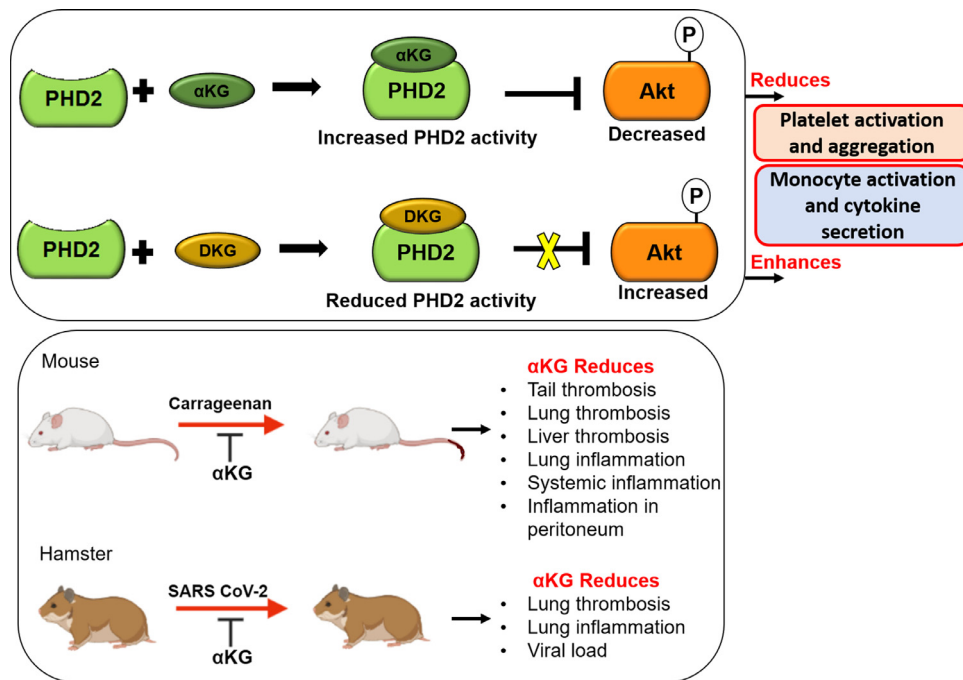 PHD2
+
αKG
αKG
PHD2
Increased PHD2 activity
P
Akt
Decreased
Reduces
Platelet activation
and aggregation
Monocyte activation
and cytokine
secretion
Enhances
PHD2
+
DKG
DKG
PHD2
Reduced PHD2 activity
P
Akt
Increased
Mouse
Carrageenan
αKG
αKG Reduces
• Tail thrombosis
• Lung thrombosis
• Liver thrombosis
• Lung inflammation
• Systemic inflammation
• Inflammation in
peritoneum
Hamster
SARS CoV-2
αKG
αKG Reduces
• Lung thrombosis
• Lung inflammation
• Viral load